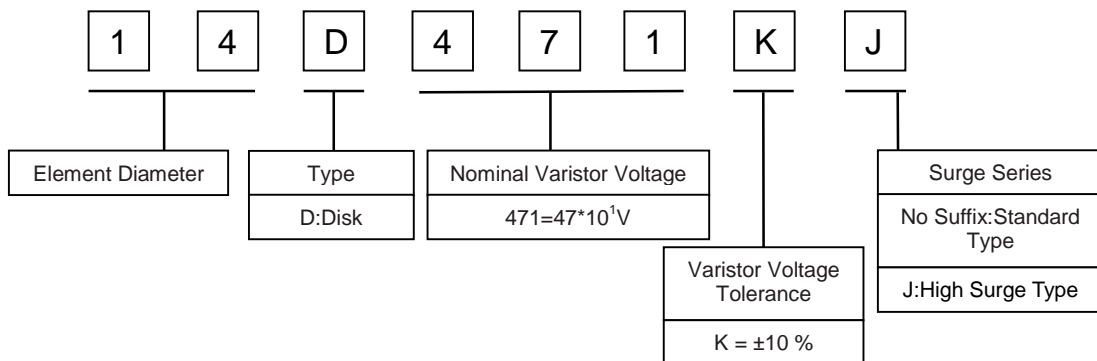 1 4 D 4 7 1 K J
Element Diameter
Type
D:Disk
Nominal Varistor Voltage
471=47*10¹V
Varistor Voltage
Tolerance
K = ±10 %
Surge Series
No Suffix:Standard
Type
J:High Surge Type